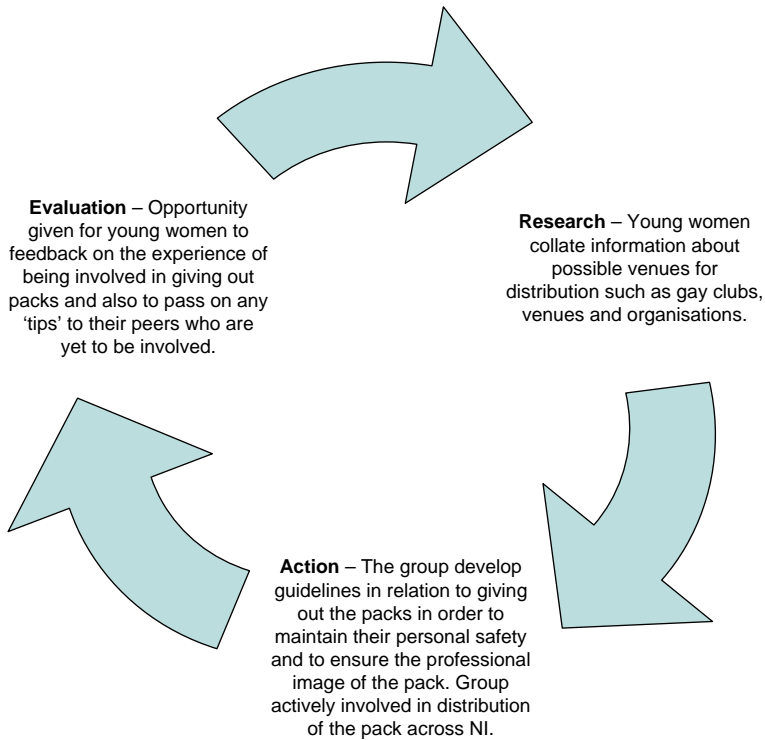 Evaluation – Opportunity
given for young women to
feedback on the experience of
being involved in giving out
packs and also to pass on any
‘tips’ to their peers who are
yet to be involved.
Research – Young women
collate information about
possible venues for
distribution such as gay clubs,
venues and organisations.
Action – The group develop
guidelines in relation to giving
out the packs in order to
maintain their personal safety
and to ensure the professional
image of the pack. Group
actively involved in distribution
of the pack across NI.